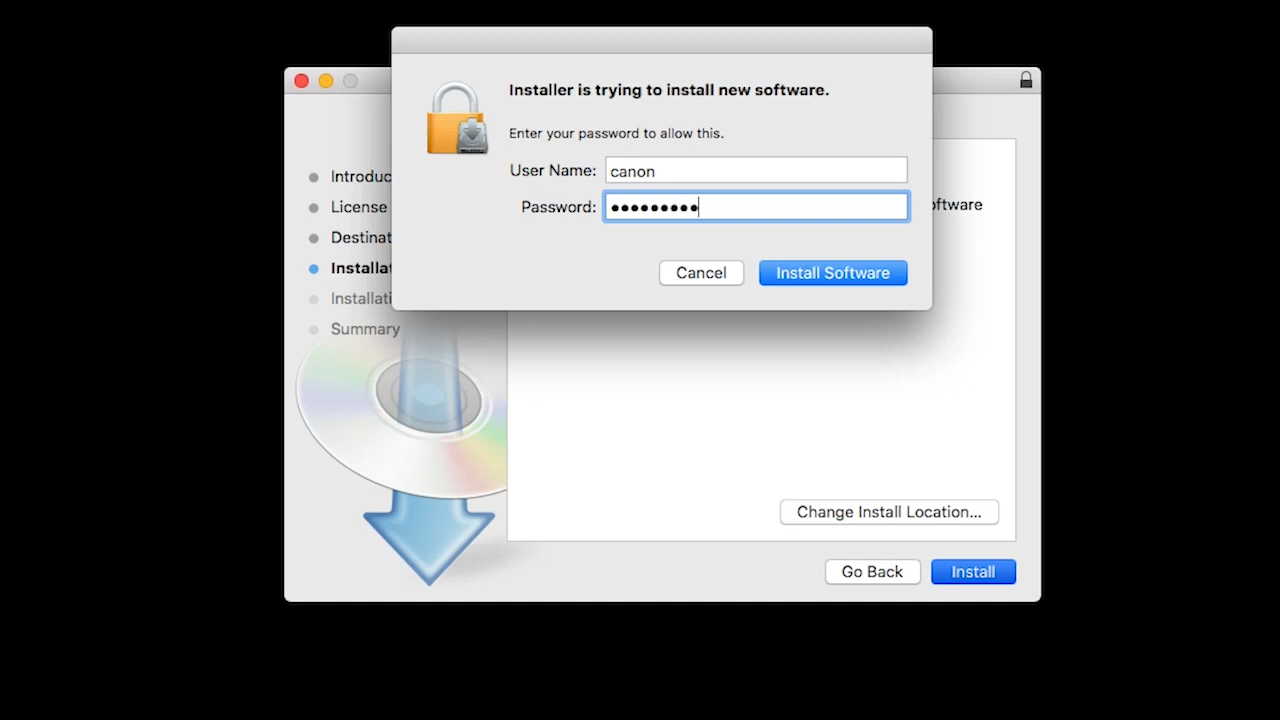 Installer is trying to install new software.
Enter your password to allow this.
User Name: canon
Password: •••••••••
Cancel Install Software
Introduc
License
Destinat
Installat
Installati
Summary
oftware
Change Install Location...
Go Back Install